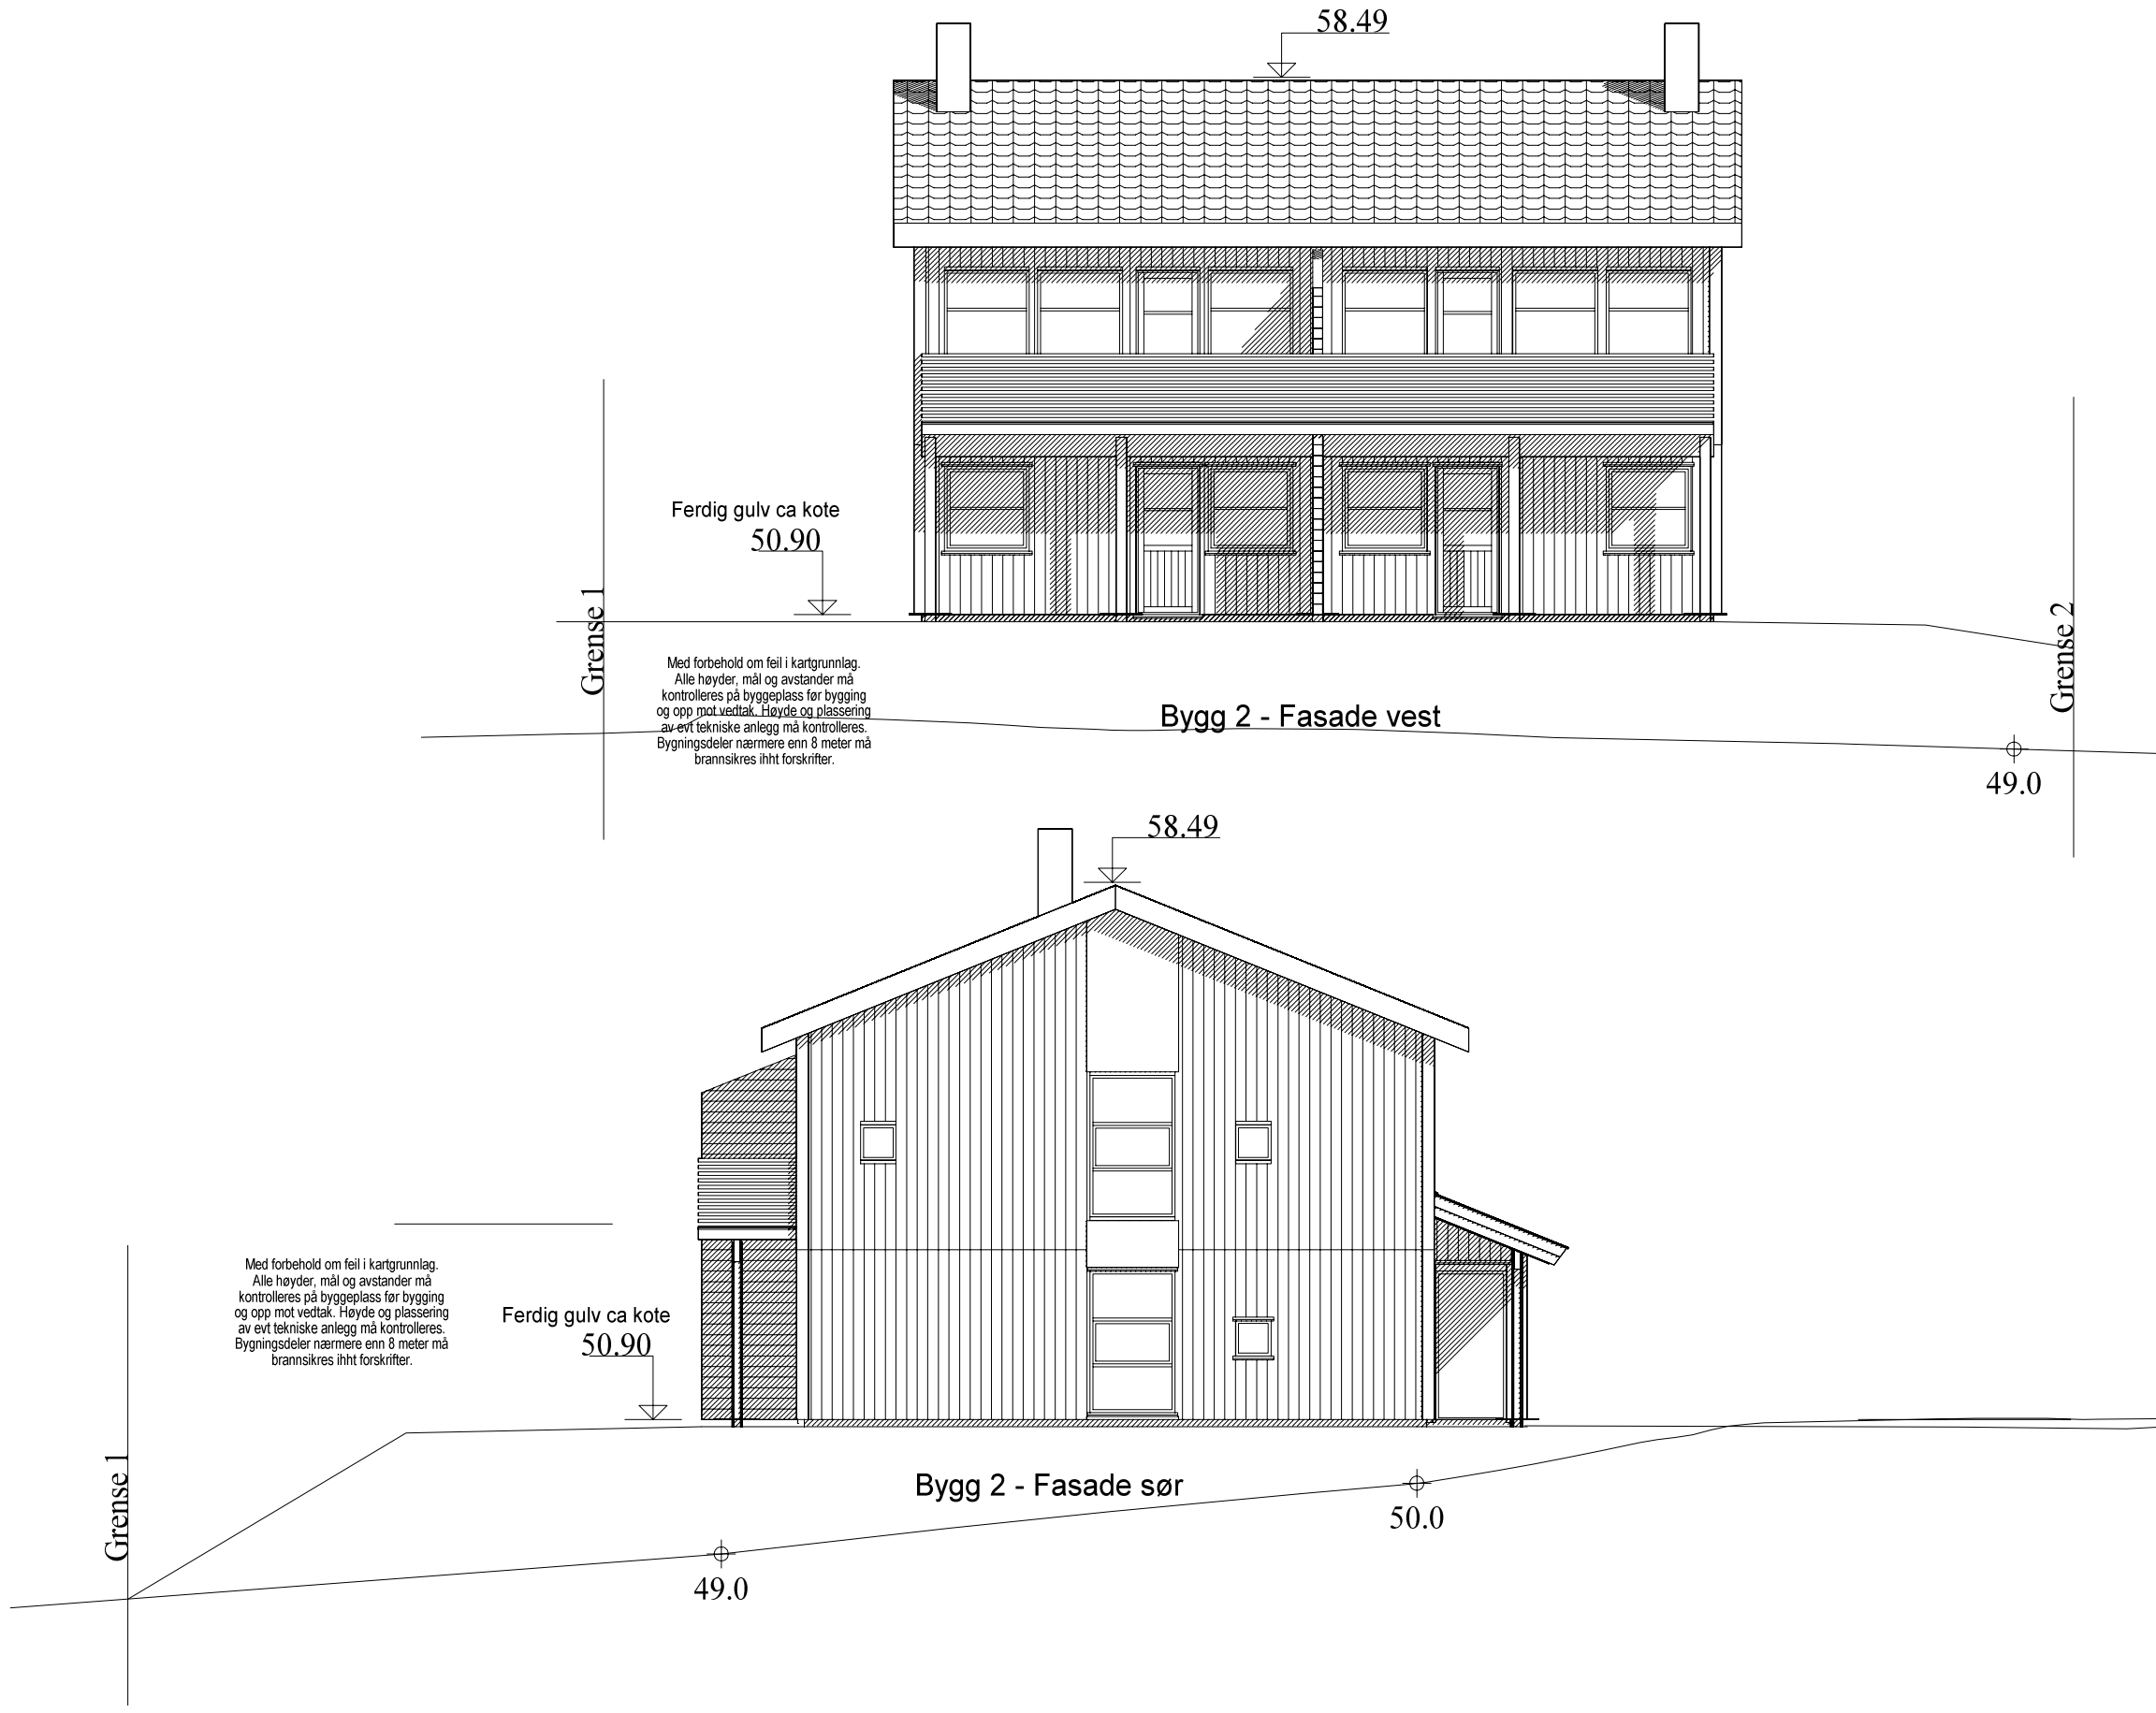 58.49
Ferdig gulv ca kote
50.90
Grense 1
Grense 2
Med forbehold om feil i kartgrunnlag.
Alle høyder, mål og avstander må
kontrolleres på byggeplass før bygging
og opp mot vedtak. Høyde og plassering
av evt tekniske anlegg må kontrolleres.
Bygningsdeler nærmere enn 8 meter må
brannsikres ihht forskrifter.
Bygg 2 - Fasade vest
49.0
58.49
Med forbehold om feil i kartgrunnlag.
Alle høyder, mål og avstander må
kontrolleres på byggeplass før bygging
og opp mot vedtak. Høyde og plassering
av evt tekniske anlegg må kontrolleres.
Bygningsdeler nærmere enn 8 meter må
brannsikres ihht forskrifter.
Ferdig gulv ca kote
50.90
Grense 1
Bygg 2 - Fasade sør
50.0
49.0